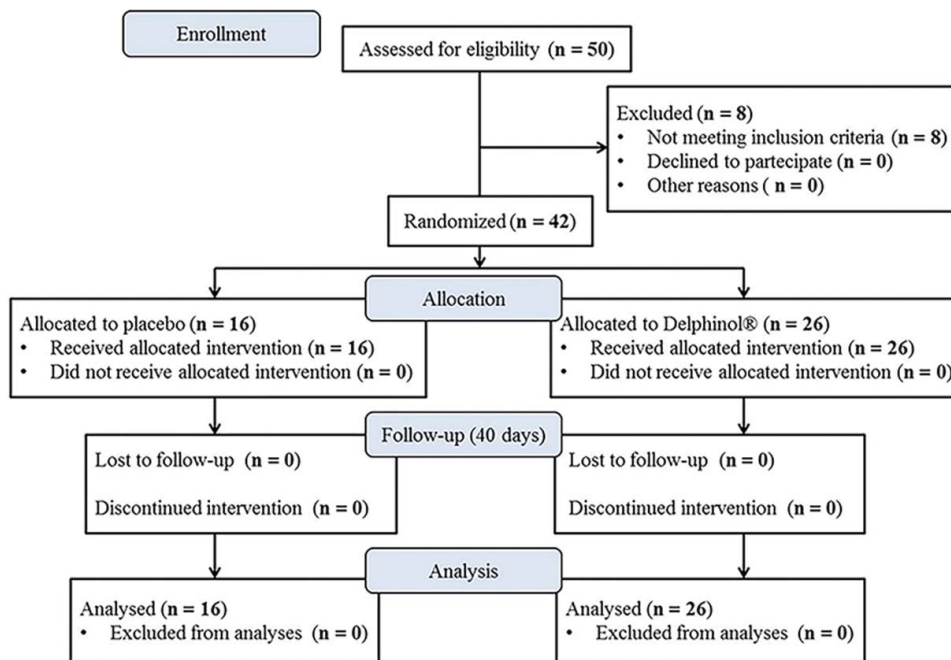 Enrollment
Assessed for eligibility (n = 50)
Excluded (n = 8)
• Not meeting inclusion criteria (n = 8)
• Declined to partecipate (n = 0)
• Other reasons ( n = 0)
Randomized (n = 42)
Allocation
Allocated to placebo (n = 16)
• Received allocated intervention (n = 16)
• Did not receive allocated intervention (n = 0)
Allocated to Delphinol® (n = 26)
• Received allocated intervention (n = 26)
• Did not receive allocated intervention (n = 0)
Follow-up (40 days)
Lost to follow-up (n = 0)
Discontinued intervention (n = 0)
Lost to follow-up (n = 0)
Discontinued intervention (n = 0)
Analysis
Analysed (n = 16)
• Excluded from analyses (n = 0)
Analysed (n = 26)
• Excluded from analyses (n = 0)